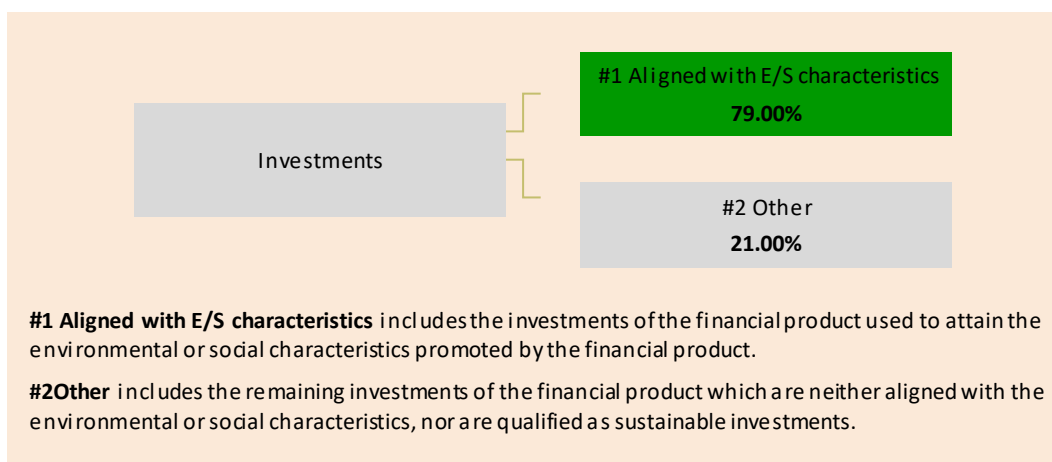 #1 Aligned with E/S characteristics
79.00%
Investments
#2 Other
21.00%
#1 Aligned with E/S characteristics includes the investments of the financial product used to attain the
environmental or social characteristics promoted by the financial product.
#2Other includes the remaining investments of the financial product which are neither aligned with the
environmental or social characteristics, nor are qualified as sustainable investments.